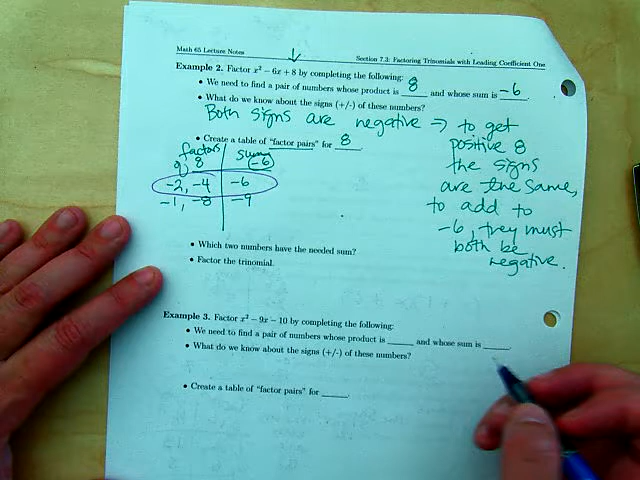 Math 65 Lecture Notes
Section 7.3: Factoring Trinomials with Leading Coefficient One
Example 2. Factor x² − 6x + 8 by completing the following:
• We need to find a pair of numbers whose product is 8 and whose sum is −6.
• What do we know about the signs (+/-) of these numbers?
Both signs are negative → to get
positive 8
the signs
are the same,
to add to
-6, they must
both be
negative.
• Create a table of "factor pairs" for 8.
factors sum
of 8 (-6)
-2, -4 -6
-1, -8 -9
• Which two numbers have the needed sum?
• Factor the trinomial.
Example 3. Factor x² − 9x − 10 by completing the following:
• We need to find a pair of numbers whose product is ____ and whose sum is ____.
• What do we know about the signs (+/-) of these numbers?
• Create a table of "factor pairs" for ____.